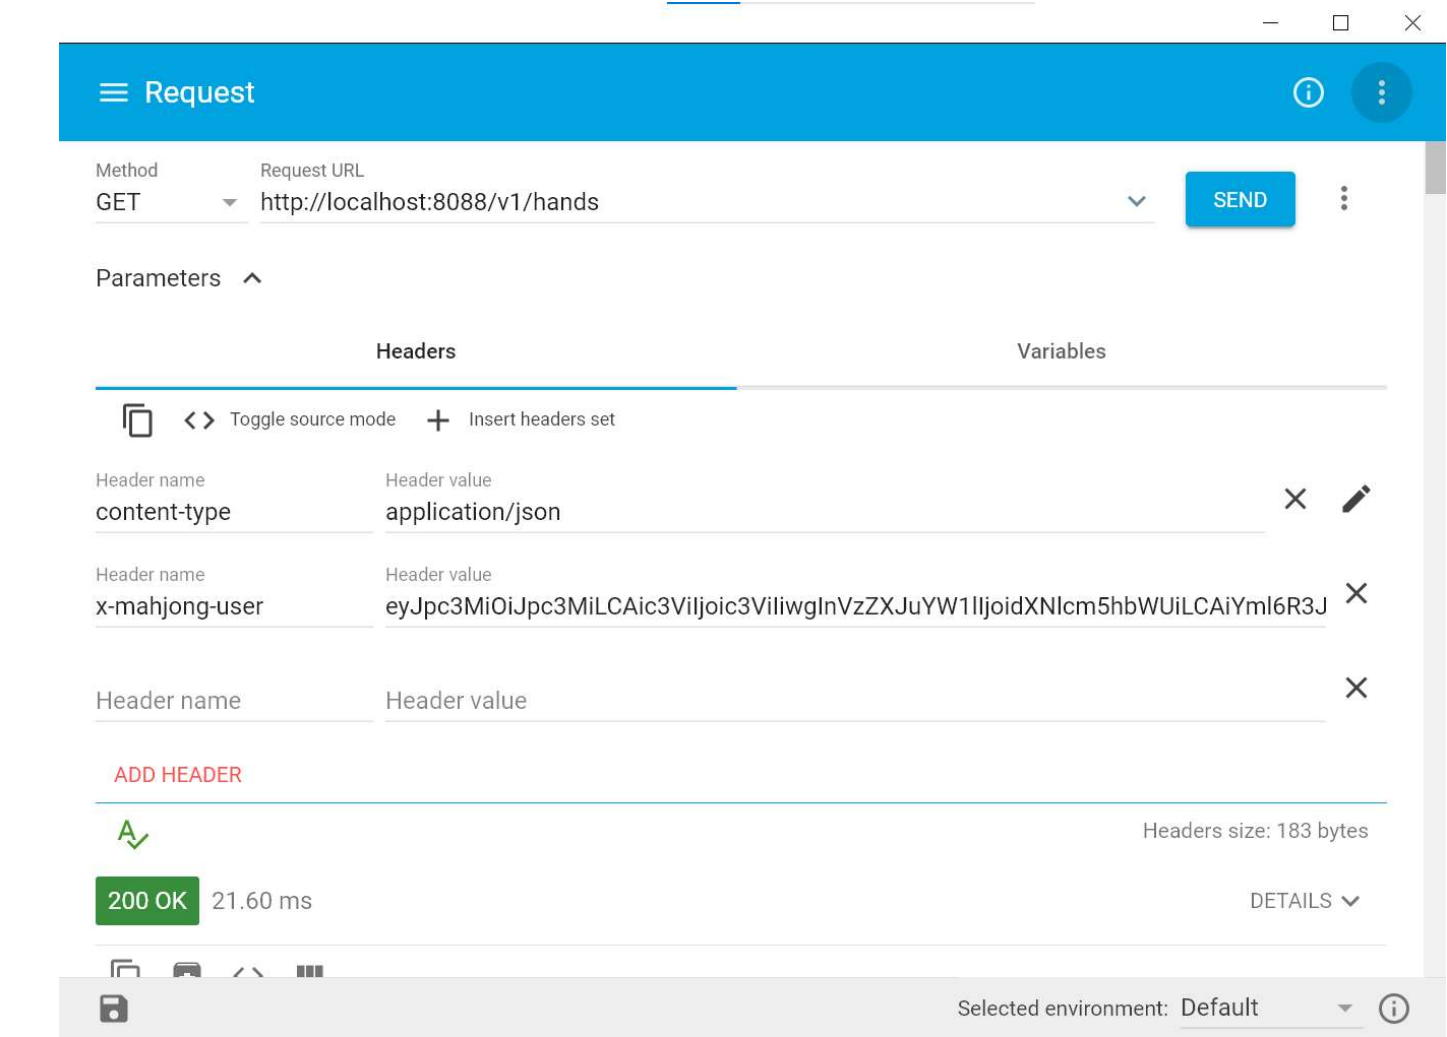 Request
Method
Request URL
GET
http://localhost:8088/v1/hands
SEND
Parameters
Headers
Variables
Toggle source mode
Insert headers set
Header name
Header value
content-type
application/json
Header name
Header value
x-mahjong-user
eyJpc3MiOiJpc3MiLCAic3ViIjoic3ViIiwgInVzZXJuYW1lIjoidXNlcm5hbWUiLCAiYml6R3J
Header name
Header value
ADD HEADER
Headers size: 183 bytes
200 OK
21.60 ms
DETAILS
Selected environment: Default